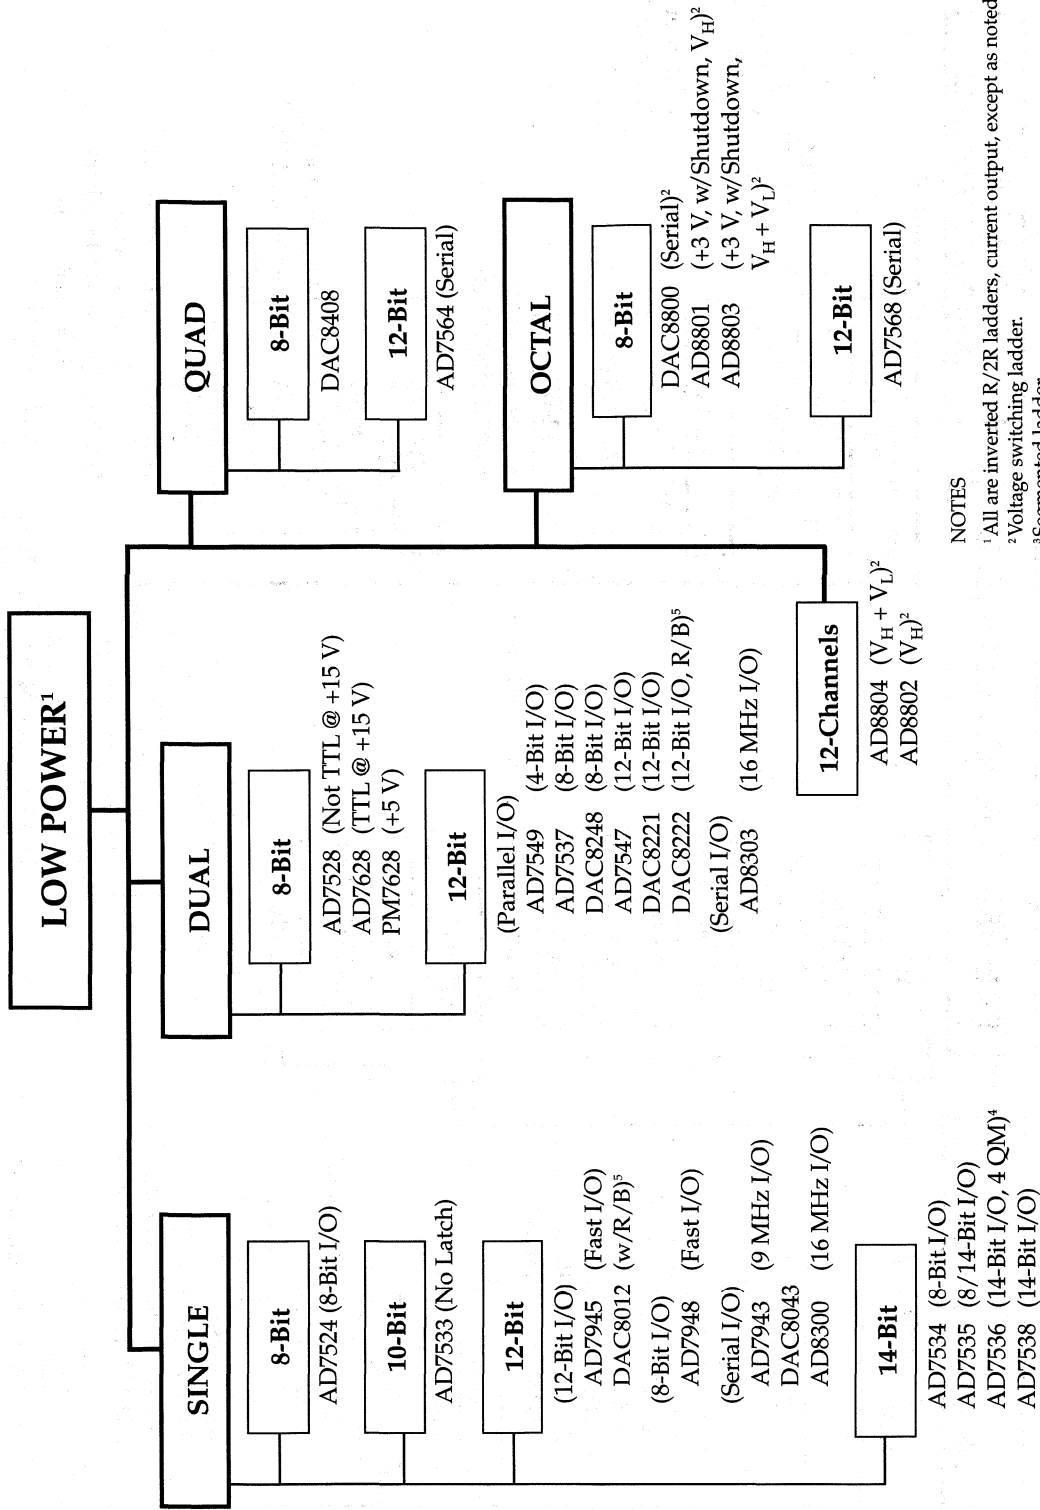 LOW POWER¹
SINGLE
8-Bit
AD7524 (8-Bit I/O)
10-Bit
AD7533 (No Latch)
12-Bit
(12-Bit I/O)
AD7945 (Fast I/O)
DAC8012 (w/R/B)⁵
(8-Bit I/O)
AD7948 (Fast I/O)
(Serial I/O)
AD7943 (9 MHz I/O)
DAC8043
AD8300 (16 MHz I/O)
14-Bit
AD7534 (8-Bit I/O)
AD7535 (8/14-Bit I/O)
AD7536 (14-Bit I/O, 4 QM)⁴
AD7538 (14-Bit I/O)
DUAL
8-Bit
AD7528 (Not TTL @ +15 V)
AD7628 (TTL @ +15 V)
PM7628 (+5 V)
12-Bit
(Parallel I/O)
AD7549 (4-Bit I/O)
AD7537 (8-Bit I/O)
DAC8248 (8-Bit I/O)
AD7547 (12-Bit I/O)
DAC8221 (12-Bit I/O)
DAC8222 (12-Bit I/O, R/B)⁵
(Serial I/O)
AD8303 (16 MHz I/O)
QUAD
8-Bit
DAC8408
12-Bit
AD7564 (Serial)
OCTAL
8-Bit
DAC8800 (Serial)²
AD8801 (+3 V, w/Shutdown, V_H)²
AD8803 (+3 V, w/Shutdown,
V_H + V_L)²
12-Bit
AD7568 (Serial)
12-Channels
AD8804 (V_H + V_L)²
AD8802 (V_H)²
NOTES
¹ All are inverted R/2R ladders, current output, except as noted
² Voltage switching ladder.
³ Segmented ladder